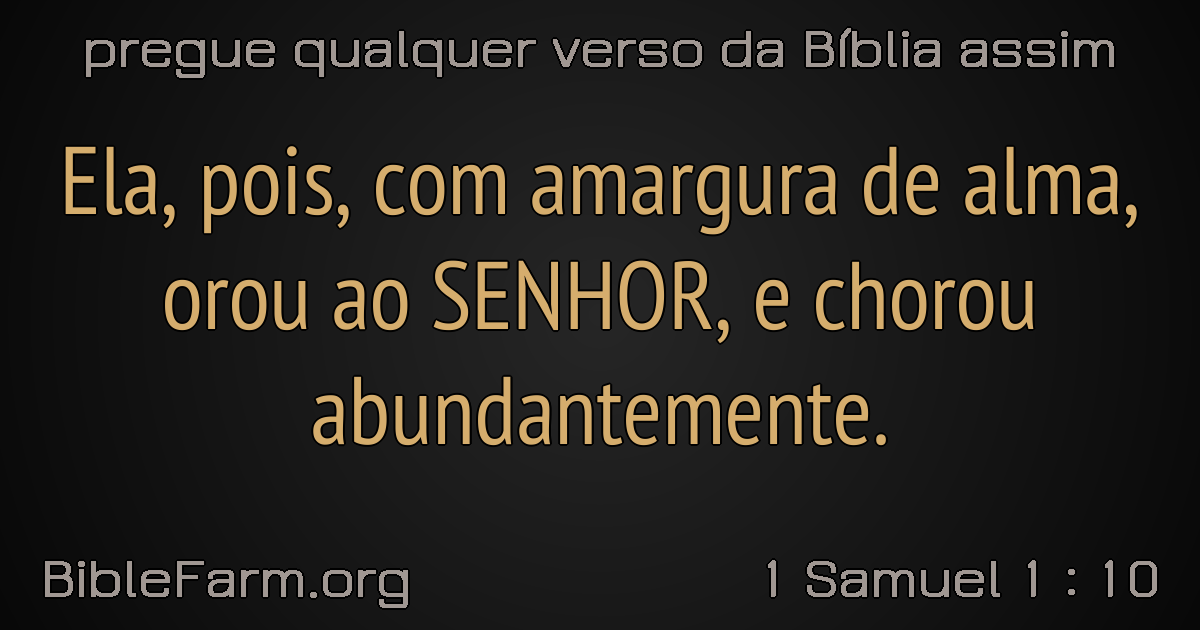 pregue qualquer verso da Bíblia assim
Ela, pois, com amargura de alma,
orou ao SENHOR, e chorou
abundantemente.
BibleFarm.org
1 Samuel 1 : 10